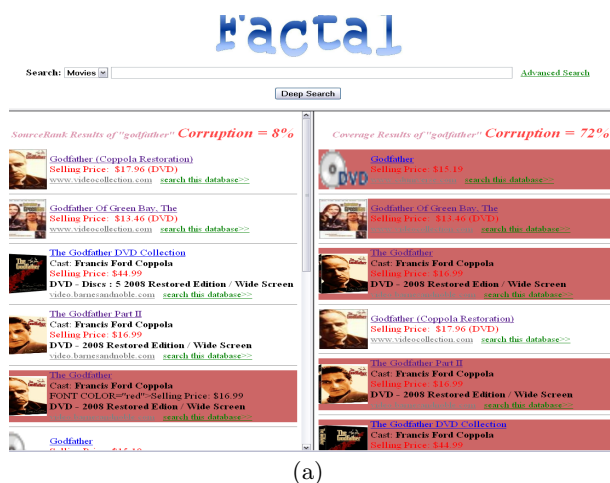 Factal
Search: Movies Advanced Search
Deep Search
SourceRank Results of "godfather" Corruption = 8%
Godfather (Coppola Restoration)
Selling Price: $17.96 (DVD)
www.videocollection.com search this database>>
Godfather Of Green Bay, The
Selling Price: $13.46 (DVD)
www.videocollection.com search this database>>
The Godfather DVD Collection
Cast: Francis Ford Coppola
Selling Price: $44.99
DVD - Discs : 5 2008 Restored Edition / Wide Screen
video.barnesandnoble.com search this database>>
The Godfather Part II
Cast: Francis Ford Coppola
Selling Price: $16.99
DVD - 2008 Restored Edition / Wide Screen
video.barnesandnoble.com search this database>>
The Godfather
Cast: Francis Ford Coppola
FONT COLOR="red">Selling Price: $16.99
DVD - 2008 Restored Edion / Wide Screen
search this database>>
Godfather
Coverage Results of "godfather" Corruption = 72%
DVD
Godfather
Selling Price: $15.19
search this database>>
Godfather Of Green Bay, The
Selling Price: $13.46 (DVD)
search this database>>
The Godfather
Cast: Francis Ford Coppola
Selling Price: $16.99
DVD - 2008 Restored Edition / Wide Screen
search this database>>
Godfather (Coppola Restoration)
Selling Price: $17.96 (DVD)
www.videocollection.com search this database>>
The Godfather Part II
Cast: Francis Ford Coppola
Selling Price: $16.99
DVD - 2008 Restored Edition / Wide Screen
search this database>>
The Godfather DVD Collection
Cast: Francis Ford Coppola
Selling Price: $44.99
(a)